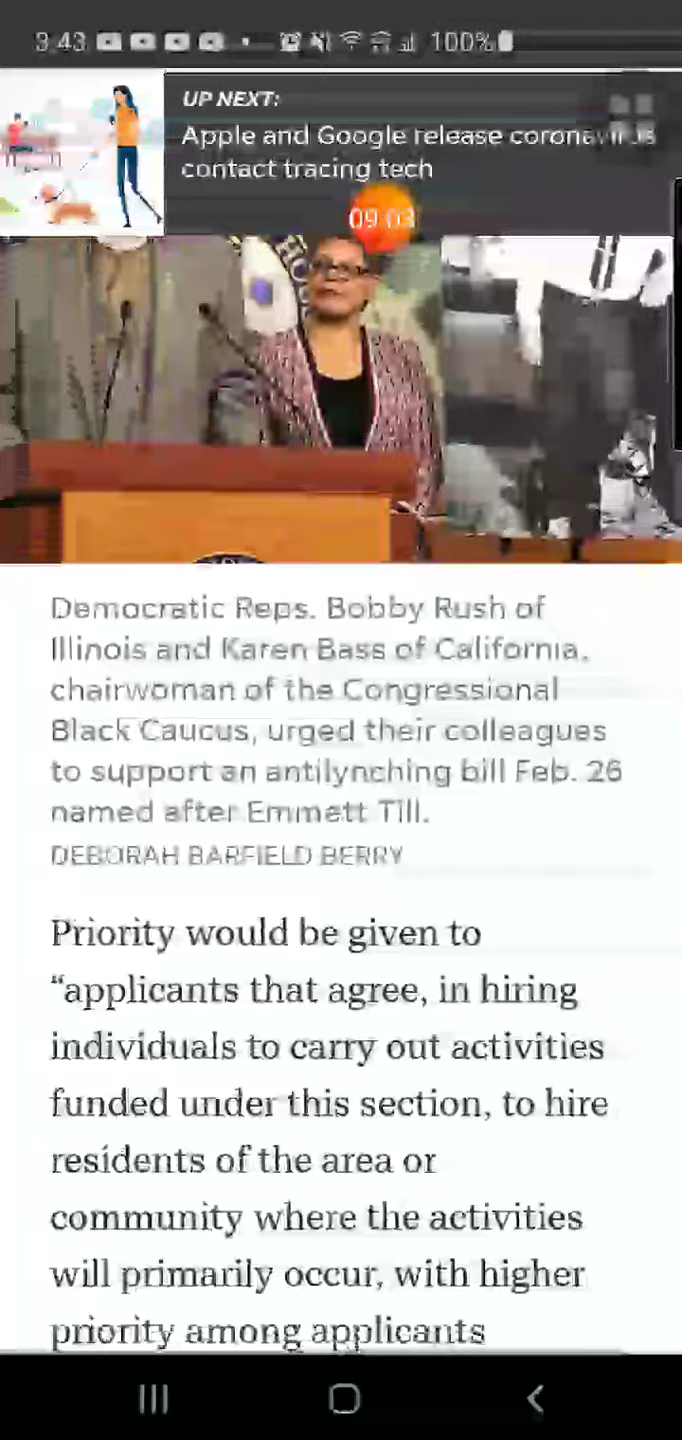 3:43
100%
UP NEXT:
Apple and Google release coronavirus
contact tracing tech
09:03
Democratic Reps. Bobby Rush of
Illinois and Karen Bass of California,
chairwoman of the Congressional
Black Caucus, urged their colleagues
to support an antilynching bill Feb. 26
named after Emmett Till.
DEBORAH BARFIELD BERRY
Priority would be given to
“applicants that agree, in hiring
individuals to carry out activities
funded under this section, to hire
residents of the area or
community where the activities
will primarily occur, with higher
priority among applicants